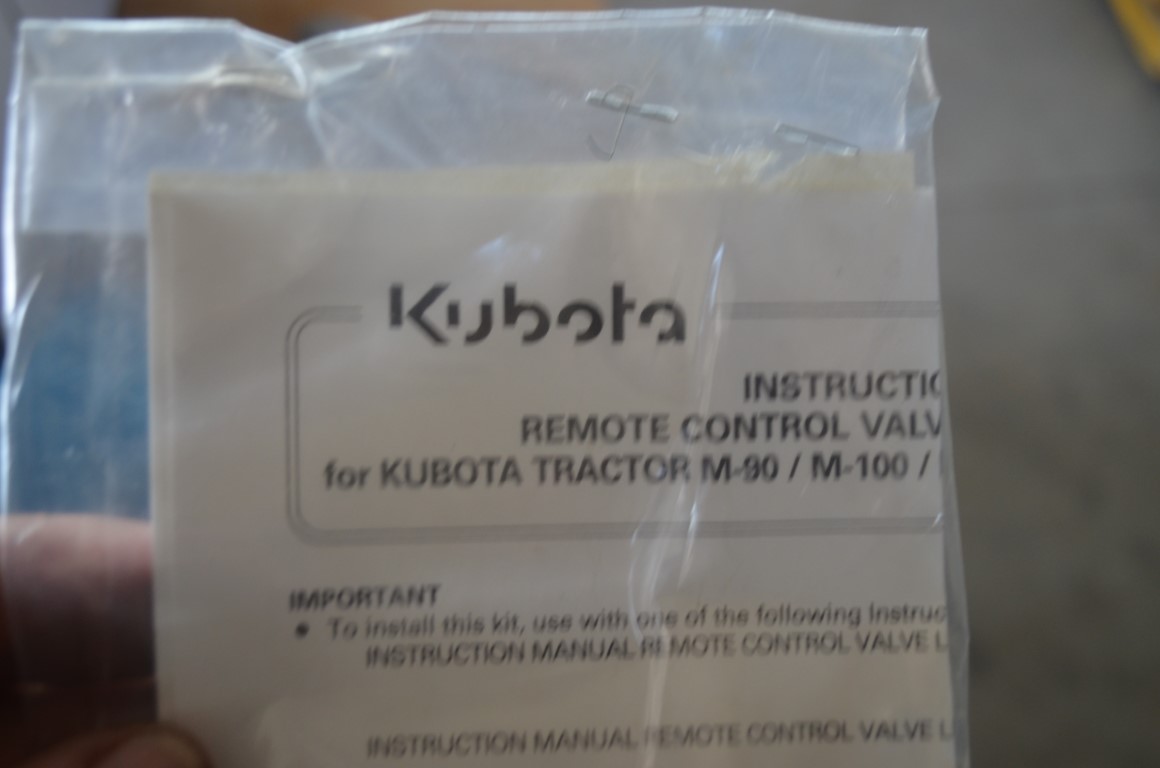 Kubota
INSTRUCTIO
REMOTE CONTROL VALV
for KUBOTA TRACTOR M-90 / M-100 /
IMPORTANT
• To install this kit, use with one of the following instruc
INSTRUCTION MANUAL REMOTE CONTROL VALVE L
INSTRUCTION MANUAL REMOTE CONTROL VALVE L